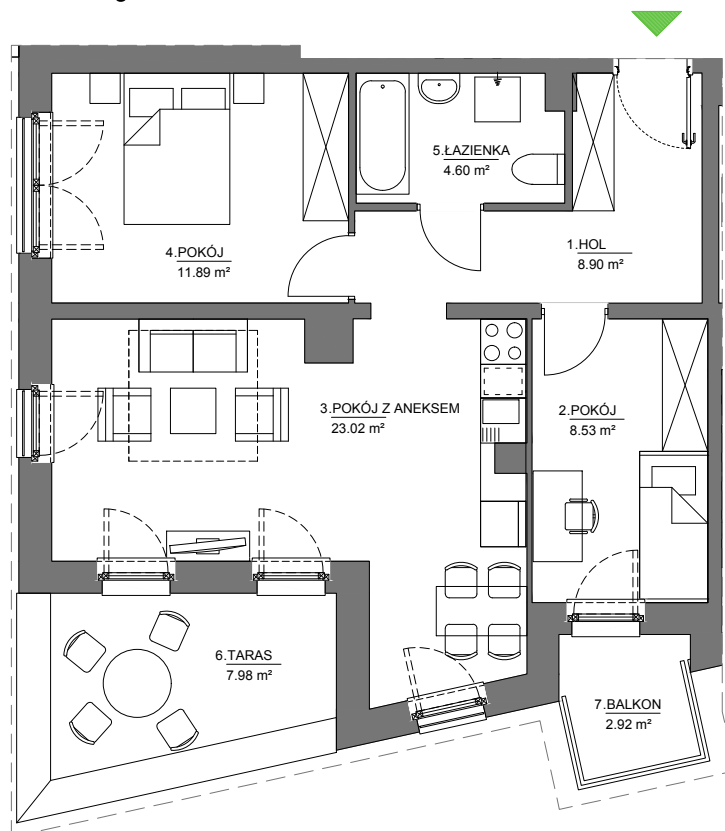 g
5.ŁAZIENKA
4.60 m²
4.POKÓJ
11.89 m²
1.HOL
8.90 m²
3.POKÓJ Z ANEKSEM
23.02 m²
2.POKÓJ
8.53 m²
6.TARAS
7.98 m²
7.BALKON
2.92 m²